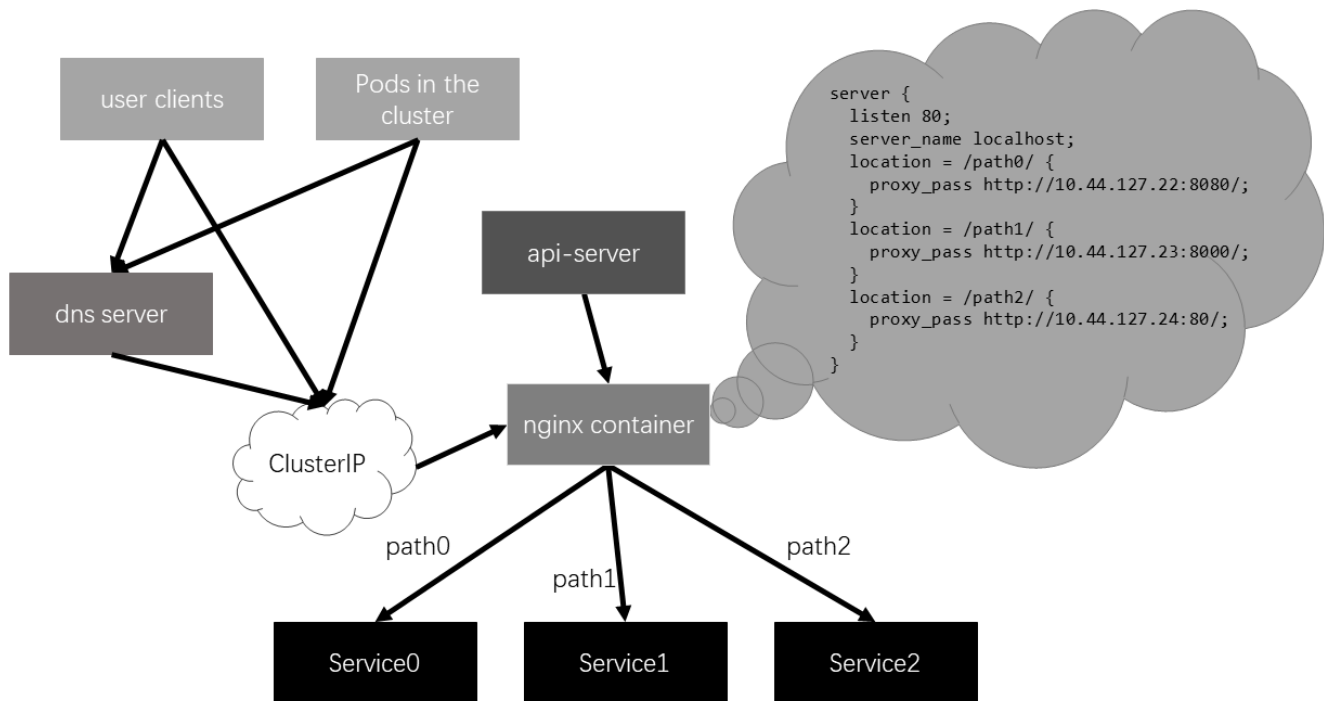 user clients
Pods in the
cluster
server {
  listen 80;
  server_name localhost;
  location = /path0/ {
    proxy_pass http://10.44.127.22:8080/;
  }
  location = /path1/ {
    proxy_pass http://10.44.127.23:8000/;
  }
  location = /path2/ {
    proxy_pass http://10.44.127.24:80/;
  }
}
api-server
dns server
nginx container
ClusterIP
path0
path1
path2
Service0
Service1
Service2